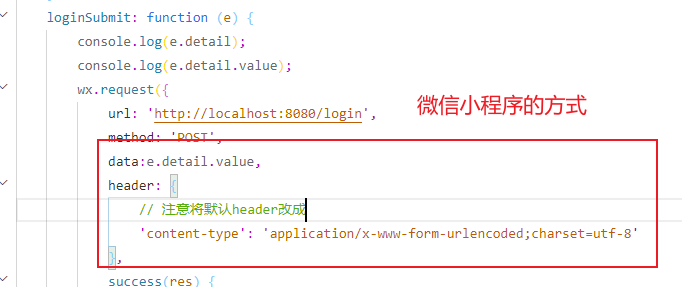 loginSubmit: function (e) {
console.log(e.detail);
console.log(e.detail.value);
wx.request({
url: 'http://localhost:8080/login',
微信小程序的方式
method: 'POST',
data:e.detail.value,
header: {
// 注意将默认header改成
'content-type': 'application/x-www-form-urlencoded;charset=utf-8'
},
success(res) {